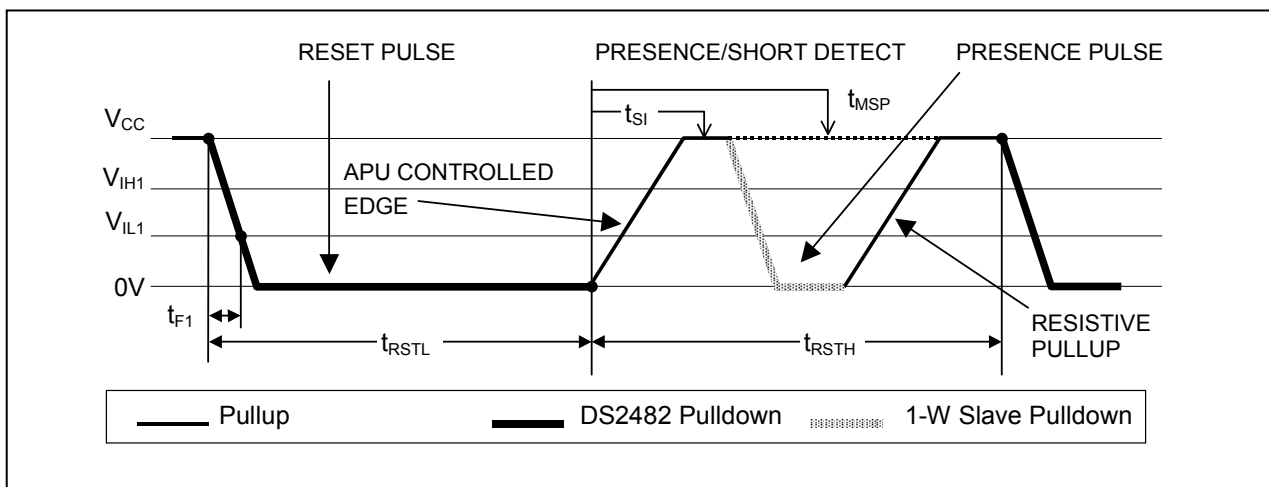 RESET PULSE
PRESENCE/SHORT DETECT
PRESENCE PULSE
tMSP
tSI
VCC
APU CONTROLLED
EDGE
VIH1
VIL1
0V
tF1
tRSTL
tRSTH
RESISTIVE
PULLUP
Pullup
DS2482 Pulldown
1-W Slave Pulldown